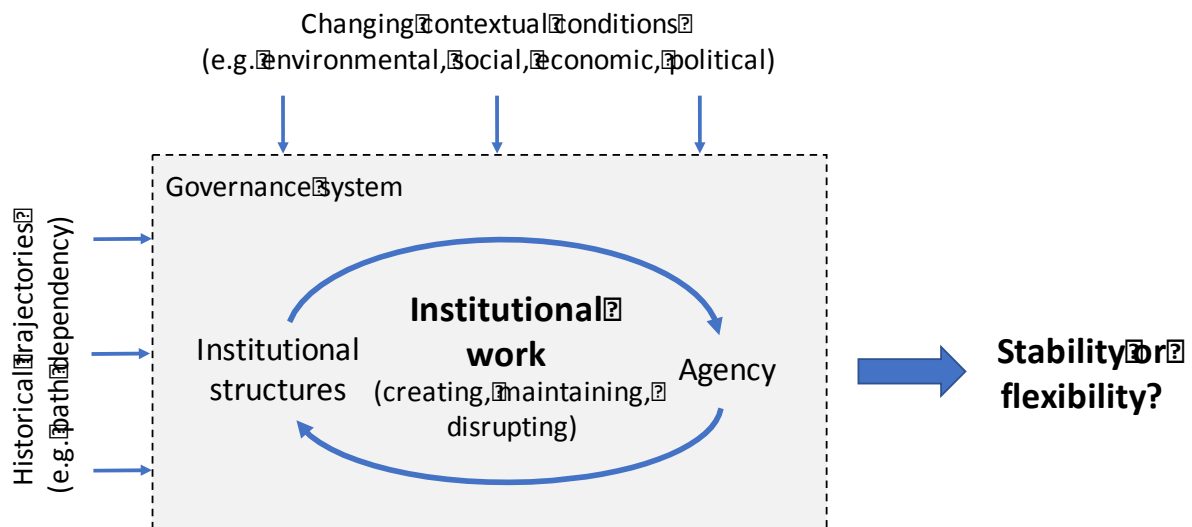 Changing contextual conditions
(e.g. environmental, social, economic, political)
Governance system
Historical trajectories
(e.g. path dependency)
Institutional
work
(creating, maintaining,
disrupting)
Institutional
structures
Agency
Stability or
flexibility?